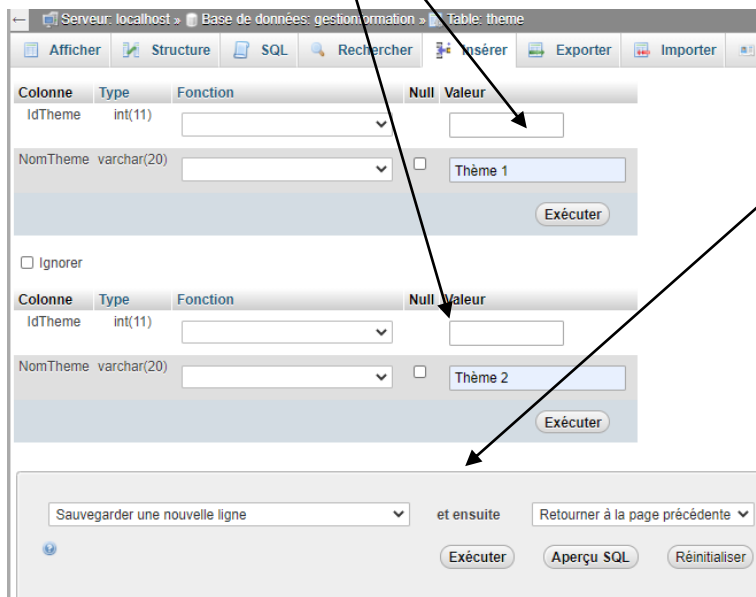 Serveur: localhost » Base de données: gestionformation » Table: theme
Afficher Structure SQL Rechercher Insérer Exporter Importer
Colonne Type Fonction Null Valeur
IdTheme int(11)
NomTheme varchar(20) Thème 1
Exécuter
Ignorer
Colonne Type Fonction Null Valeur
IdTheme int(11)
NomTheme varchar(20) Thème 2
Exécuter
Sauvegarder une nouvelle ligne et ensuite Retourner à la page précédente
Exécuter Aperçu SQL Réinitialiser